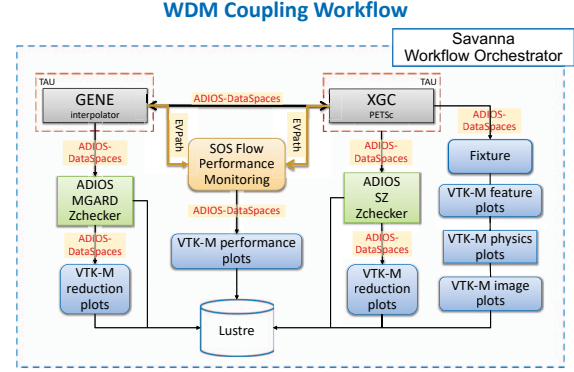 WDM Coupling Workflow
Savanna
Workflow Orchestrator
TAU
TAU
GENE
interpolator
ADIOS-DataSpaces
XGC
PETSc
EVPath
EVPath
ADIOS-
DataSpaces
ADIOS-
DataSpaces
ADIOS-
DataSpaces
SOS Flow
Performance
Monitoring
Fixture
ADIOS
MGARD
Zchecker
ADIOS
SZ
Zchecker
VTK-M feature
plots
ADIOS-DataSpaces
ADIOS-
DataSpaces
VTK-M performance
plots
ADIOS-
DataSpaces
VTK-M physics
plots
VTK-M
reduction
plots
VTK-M
reduction
plots
VTK-M image
plots
Lustre